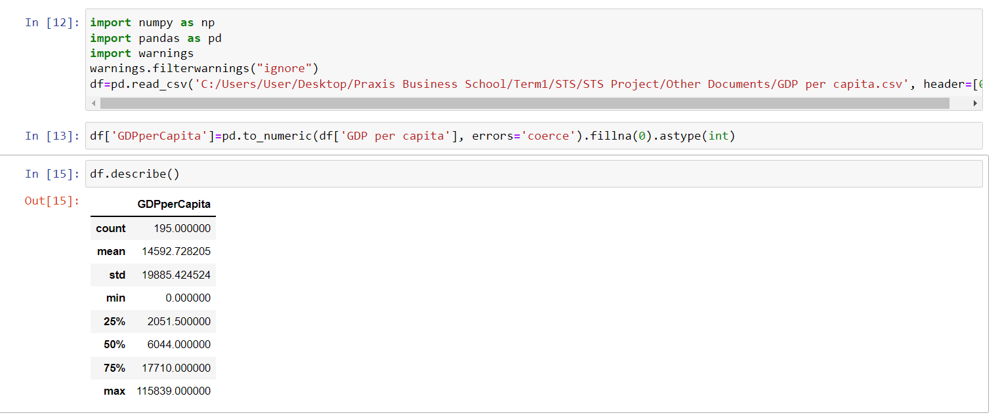 In [12]: import numpy as np
import pandas as pd
import warnings
warnings.filterwarnings("ignore")
df=pd.read_csv('C:/Users/User/Desktop/Praxis Business School/Term1/STS/STS Project/Other Documents/GDP per capita.csv', header=[
In [13]: df['GDPperCapita']=pd.to_numeric(df['GDP per capita'], errors='coerce').fillna(0).astype(int)
In [15]: df.describe()
Out[15]:
GDPperCapita
count 195.000000
mean 14592.728205
std 19885.424524
min 0.000000
25% 2051.500000
50% 6044.000000
75% 17710.000000
max 115839.000000